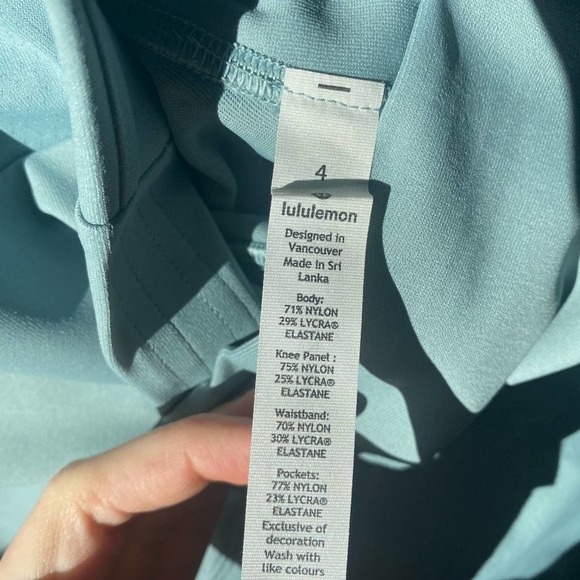 4
lululemon
Designed in
Vancouver
Made in Sri
Lanka
Body:
71% NYLON
29% LYCRA®
ELASTANE
Knee Panel :
75% NYLON
25% LYCRA®
ELASTANE
Waistband:
70% NYLON
30% LYCRA®
ELASTANE
Pockets:
77% NYLON
23% LYCRA®
ELASTANE
Exclusive of
decoration
Wash with
like colours